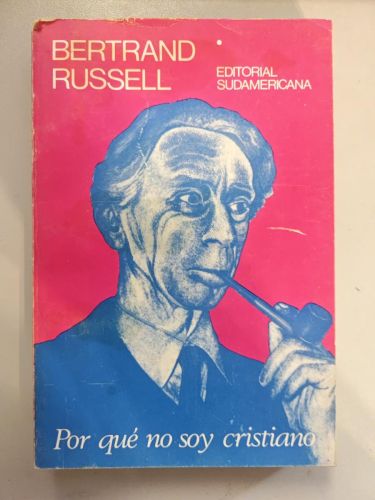 BERTRAND
RUSSELL
EDITORIAL
SUDAMERICANA
Por qué no soy cristiano